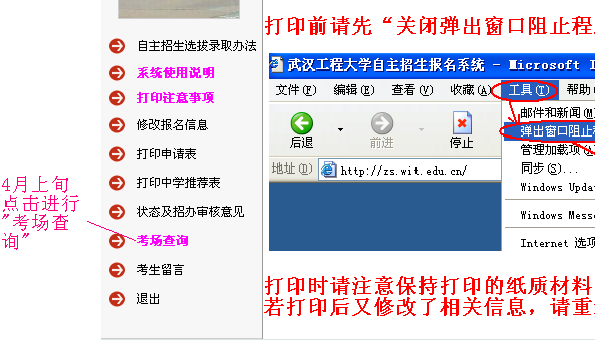 打印前请先“关闭弹出窗口阻止程
自主招生选拔录取办法
系统使用说明
打印注意事项
修改报名信息
打印申请表
打印中学推荐表
状态及招办审核意见
考场查询
考生留言
退出
4月上旬
点击进行
"考场查
询"
武汉工程大学自主招生报名系统 - Microsoft I
文件(F) 编辑(E) 查看(V) 收藏(A) 工具(T) 帮助
后退 前进 停止
地址(D) http://zs.wit.edu.cn/
邮件和新闻(M)
弹出窗口阻止程
管理加载项(A)
同步(S)...
Windows Updat
Windows Messe
Internet 选项
打印时请注意保持打印的纸质材料
若打印后又修改了相关信息，请重